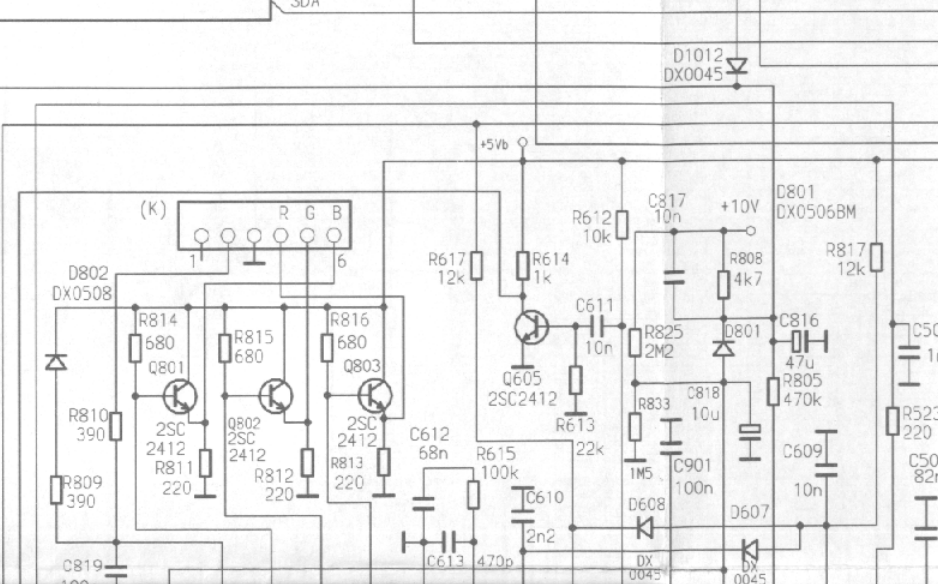 SDA
D1012
DX0045
+5Vb
D801
DX0506BM
(K)
R G B
1
6
C817
10n
+10V
R612
10k
R617
12k
R614
1k
R808
4k7
R817
12k
D802
DX0508
C611
10n
R814
680
R815
680
R816
680
R825
2M2
D801
C816
47u
Q801
2SC
2412
Q802
2SC
2412
Q803
2SC
2412
Q605
2SC2412
R805
470k
R810
390
R613
22k
R833
1M5
C818
10u
R523
220
R811
220
R812
220
R813
220
C612
68n
R615
100k
C901
100n
C609
10n
R809
390
C610
2n2
D608
DX
0045
D607
DX
0045
C819
C613
470p